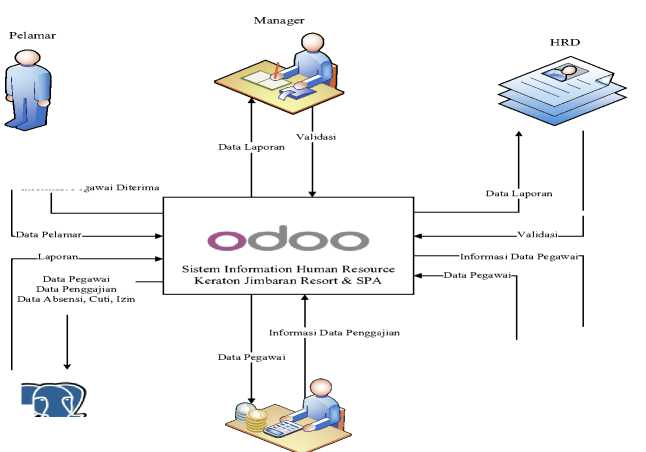 Manager
Pelamar
HRD
Validasi
Data Laporan
gawai Diterima
Data Laporan
odoo
Data Pelamar
Validasi
Laporan
Informasi Data Pegawai
Sistem Information Human Resource
Keraton Jimbaran Resort & SPA
Data Pegawai
Data Pegawai
Data Penggajian
Data Absensi, Cuti, Izin
Informasi Data Penggajian
Data Pegawai